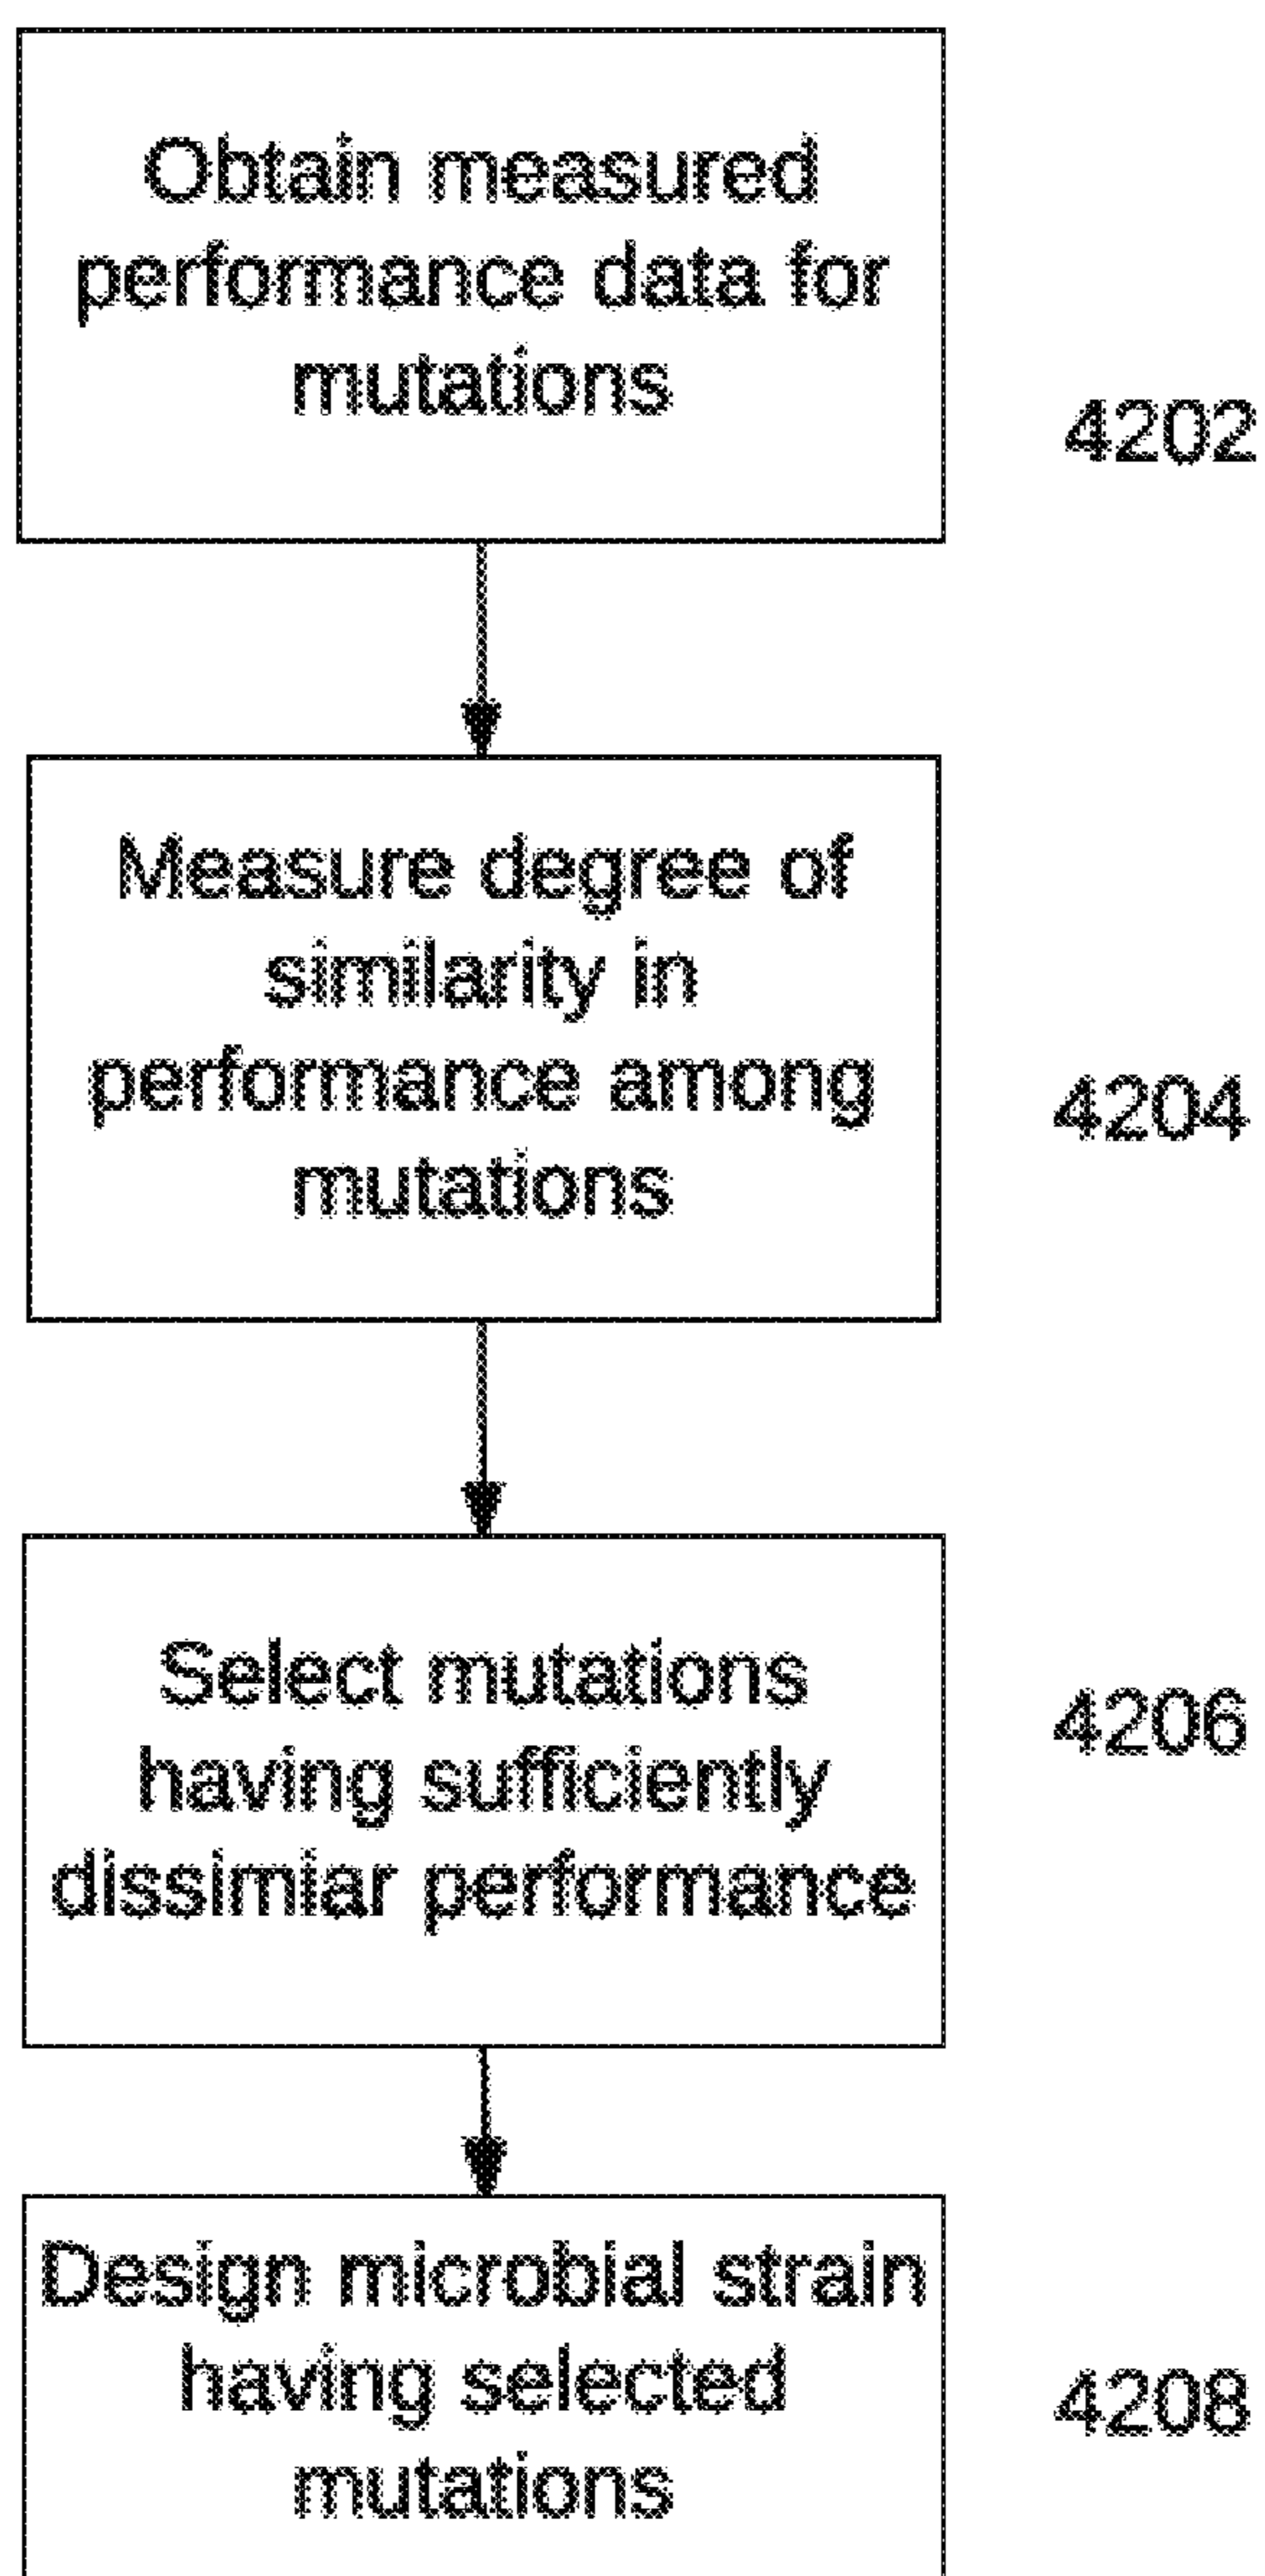 Obtain measured
performance data for
mutations
4202
Measure degree of
similarity in
performance among
mutations
4204
Select mutations
having sufficiently
dissimiar performance
4206
Design microbial strain
having selected
mutations
4208